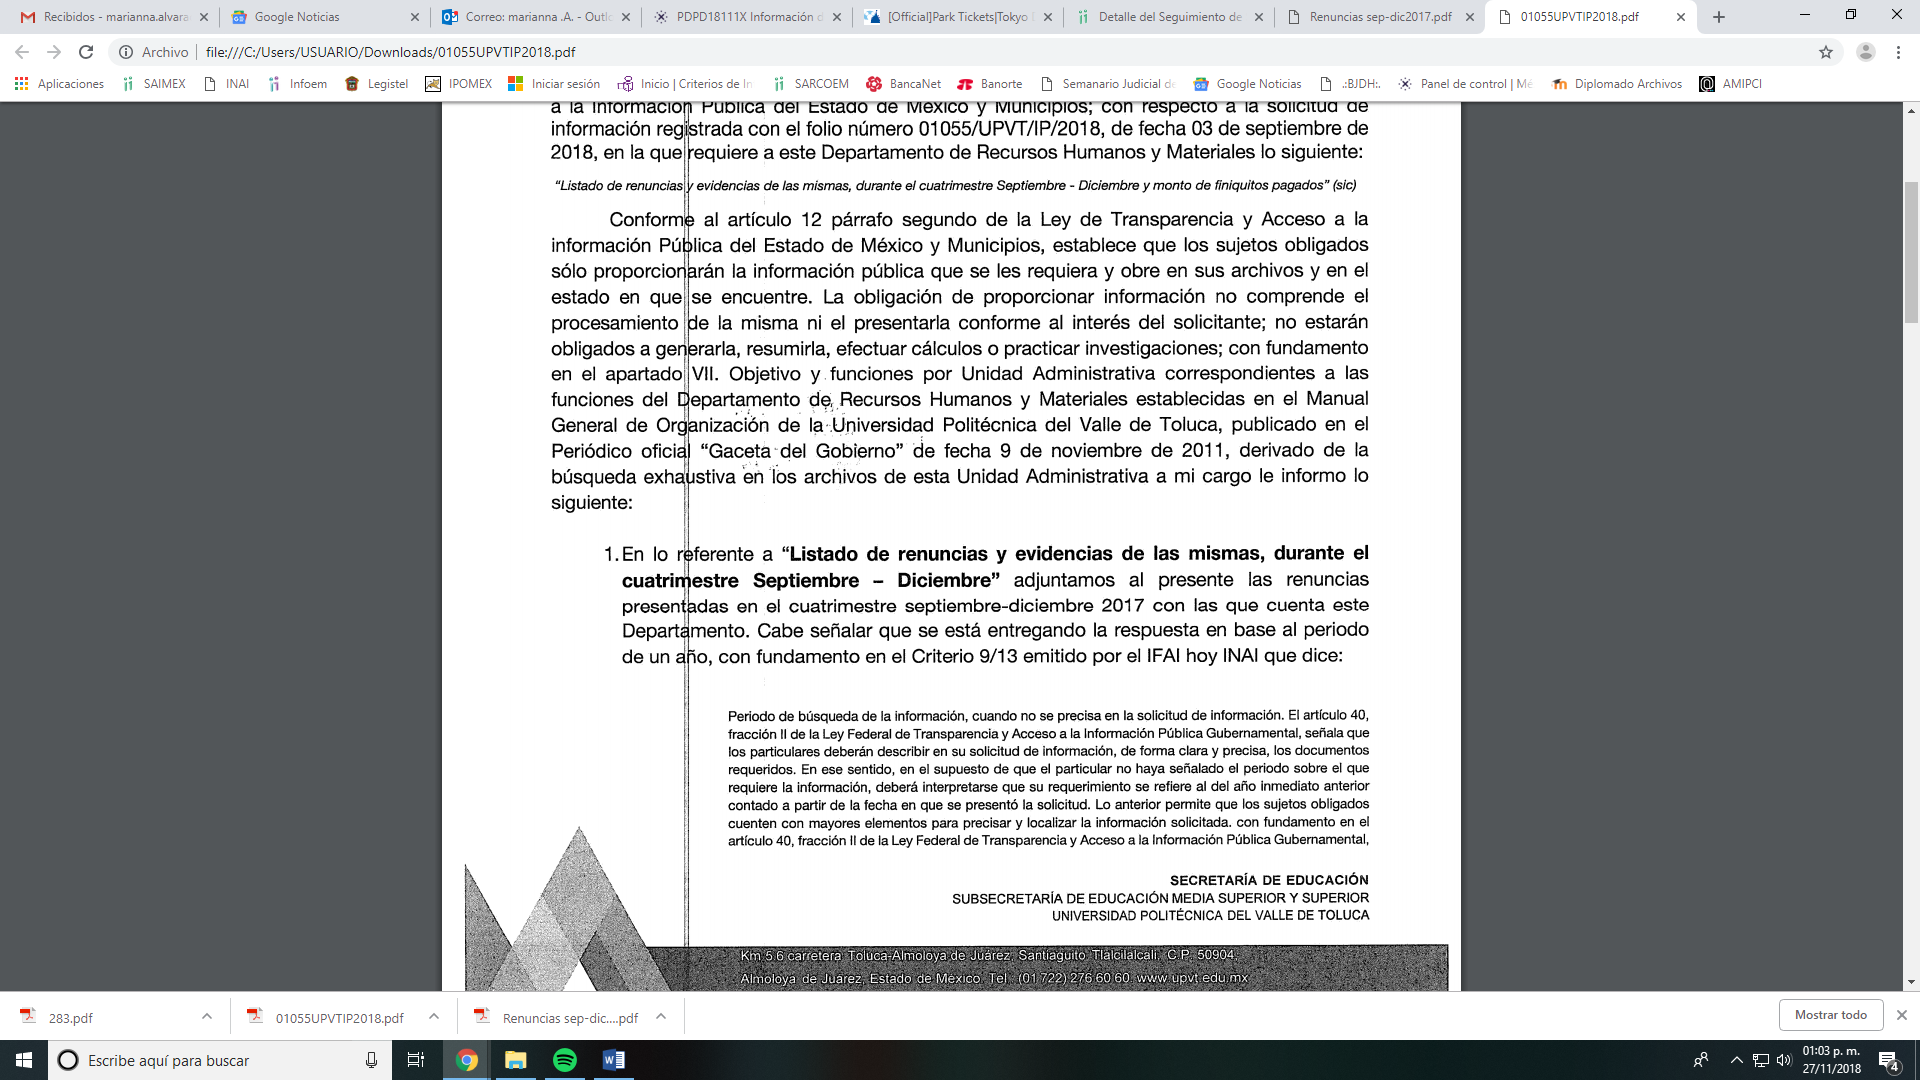 Recibidos - marianna.alvara
Google Noticias
Correo: marianna .A. - Outlo
PDPD18111X Información d
[Official]Park Tickets|Tokyo D
Detalle del Seguimiento de
Renuncias sep-dic2017.pdf
01055UPVTIP2018.pdf
Archivo | file:///C:/Users/USUARIO/Downloads/01055UPVTIP2018.pdf
Aplicaciones SAIMEX INAI Infoem Legistel IPOMEX Iniciar sesión Inicio | Criterios de In SARCOEM BancaNet Banorte Semanario Judicial de Google Noticias .:BJDH:. Panel de control | Mé Diplomado Archivos AMIPCI
a la Información Pública del Estado de México y Municipios; con respecto a la solicitud de
información registrada con el folio número 01055/UPVT/IP/2018, de fecha 03 de septiembre de
2018, en la que requiere a este Departamento de Recursos Humanos y Materiales lo siguiente:
"Listado de renuncias y evidencias de las mismas, durante el cuatrimestre Septiembre - Diciembre y monto de finiquitos pagados" (sic)
Conforme al artículo 12 párrafo segundo de la Ley de Transparencia y Acceso a la
información Pública del Estado de México y Municipios, establece que los sujetos obligados
sólo proporcionarán la información pública que se les requiera y obre en sus archivos y en el
estado en que se encuentre. La obligación de proporcionar información no comprende el
procesamiento de la misma ni el presentarla conforme al interés del solicitante; no estarán
obligados a generarla, resumirla, efectuar cálculos o practicar investigaciones; con fundamento
en el apartado VII. Objetivo y funciones por Unidad Administrativa correspondientes a las
funciones del Departamento de Recursos Humanos y Materiales establecidas en el Manual
General de Organización de la Universidad Politécnica del Valle de Toluca, publicado en el
Periódico oficial "Gaceta del Gobierno" de fecha 9 de noviembre de 2011, derivado de la
búsqueda exhaustiva en los archivos de esta Unidad Administrativa a mi cargo le informo lo
siguiente:
1. En lo referente a "Listado de renuncias y evidencias de las mismas, durante el
cuatrimestre Septiembre – Diciembre" adjuntamos al presente las renuncias
presentadas en el cuatrimestre septiembre-diciembre 2017 con las que cuenta este
Departamento. Cabe señalar que se está entregando la respuesta en base al periodo
de un año, con fundamento en el Criterio 9/13 emitido por el IFAI hoy INAI que dice:
Periodo de búsqueda de la información, cuando no se precisa en la solicitud de información. El artículo 40,
fracción II de la Ley Federal de Transparencia y Acceso a la Información Pública Gubernamental, señala que
los particulares deberán describir en su solicitud de información, de forma clara y precisa, los documentos
requeridos. En ese sentido, en el supuesto de que el particular no haya señalado el periodo sobre el que
requiere la información, deberá interpretarse que su requerimiento se refiere al del año inmediato anterior
contado a partir de la fecha en que se presentó la solicitud. Lo anterior permite que los sujetos obligados
cuenten con mayores elementos para precisar y localizar la información solicitada. con fundamento en el
artículo 40, fracción II de la Ley Federal de Transparencia y Acceso a la Información Pública Gubernamental,
SECRETARÍA DE EDUCACIÓN
SUBSECRETARÍA DE EDUCACIÓN MEDIA SUPERIOR Y SUPERIOR
UNIVERSIDAD POLITÉCNICA DEL VALLE DE TOLUCA
Km 5.6 carretera Toluca-Almoloya de Juárez, Santiaguito Tlalcilalcali. C.P. 50904,
Almoloya de Juárez, Estado de México. Tel.: (01 722) 276 60 60. www.upvt.edu.mx
283.pdf
01055UPVTIP2018.pdf
Renuncias sep-dic....pdf
Mostrar todo
Escribe aquí para buscar
01:03 p. m.
27/11/2018
4